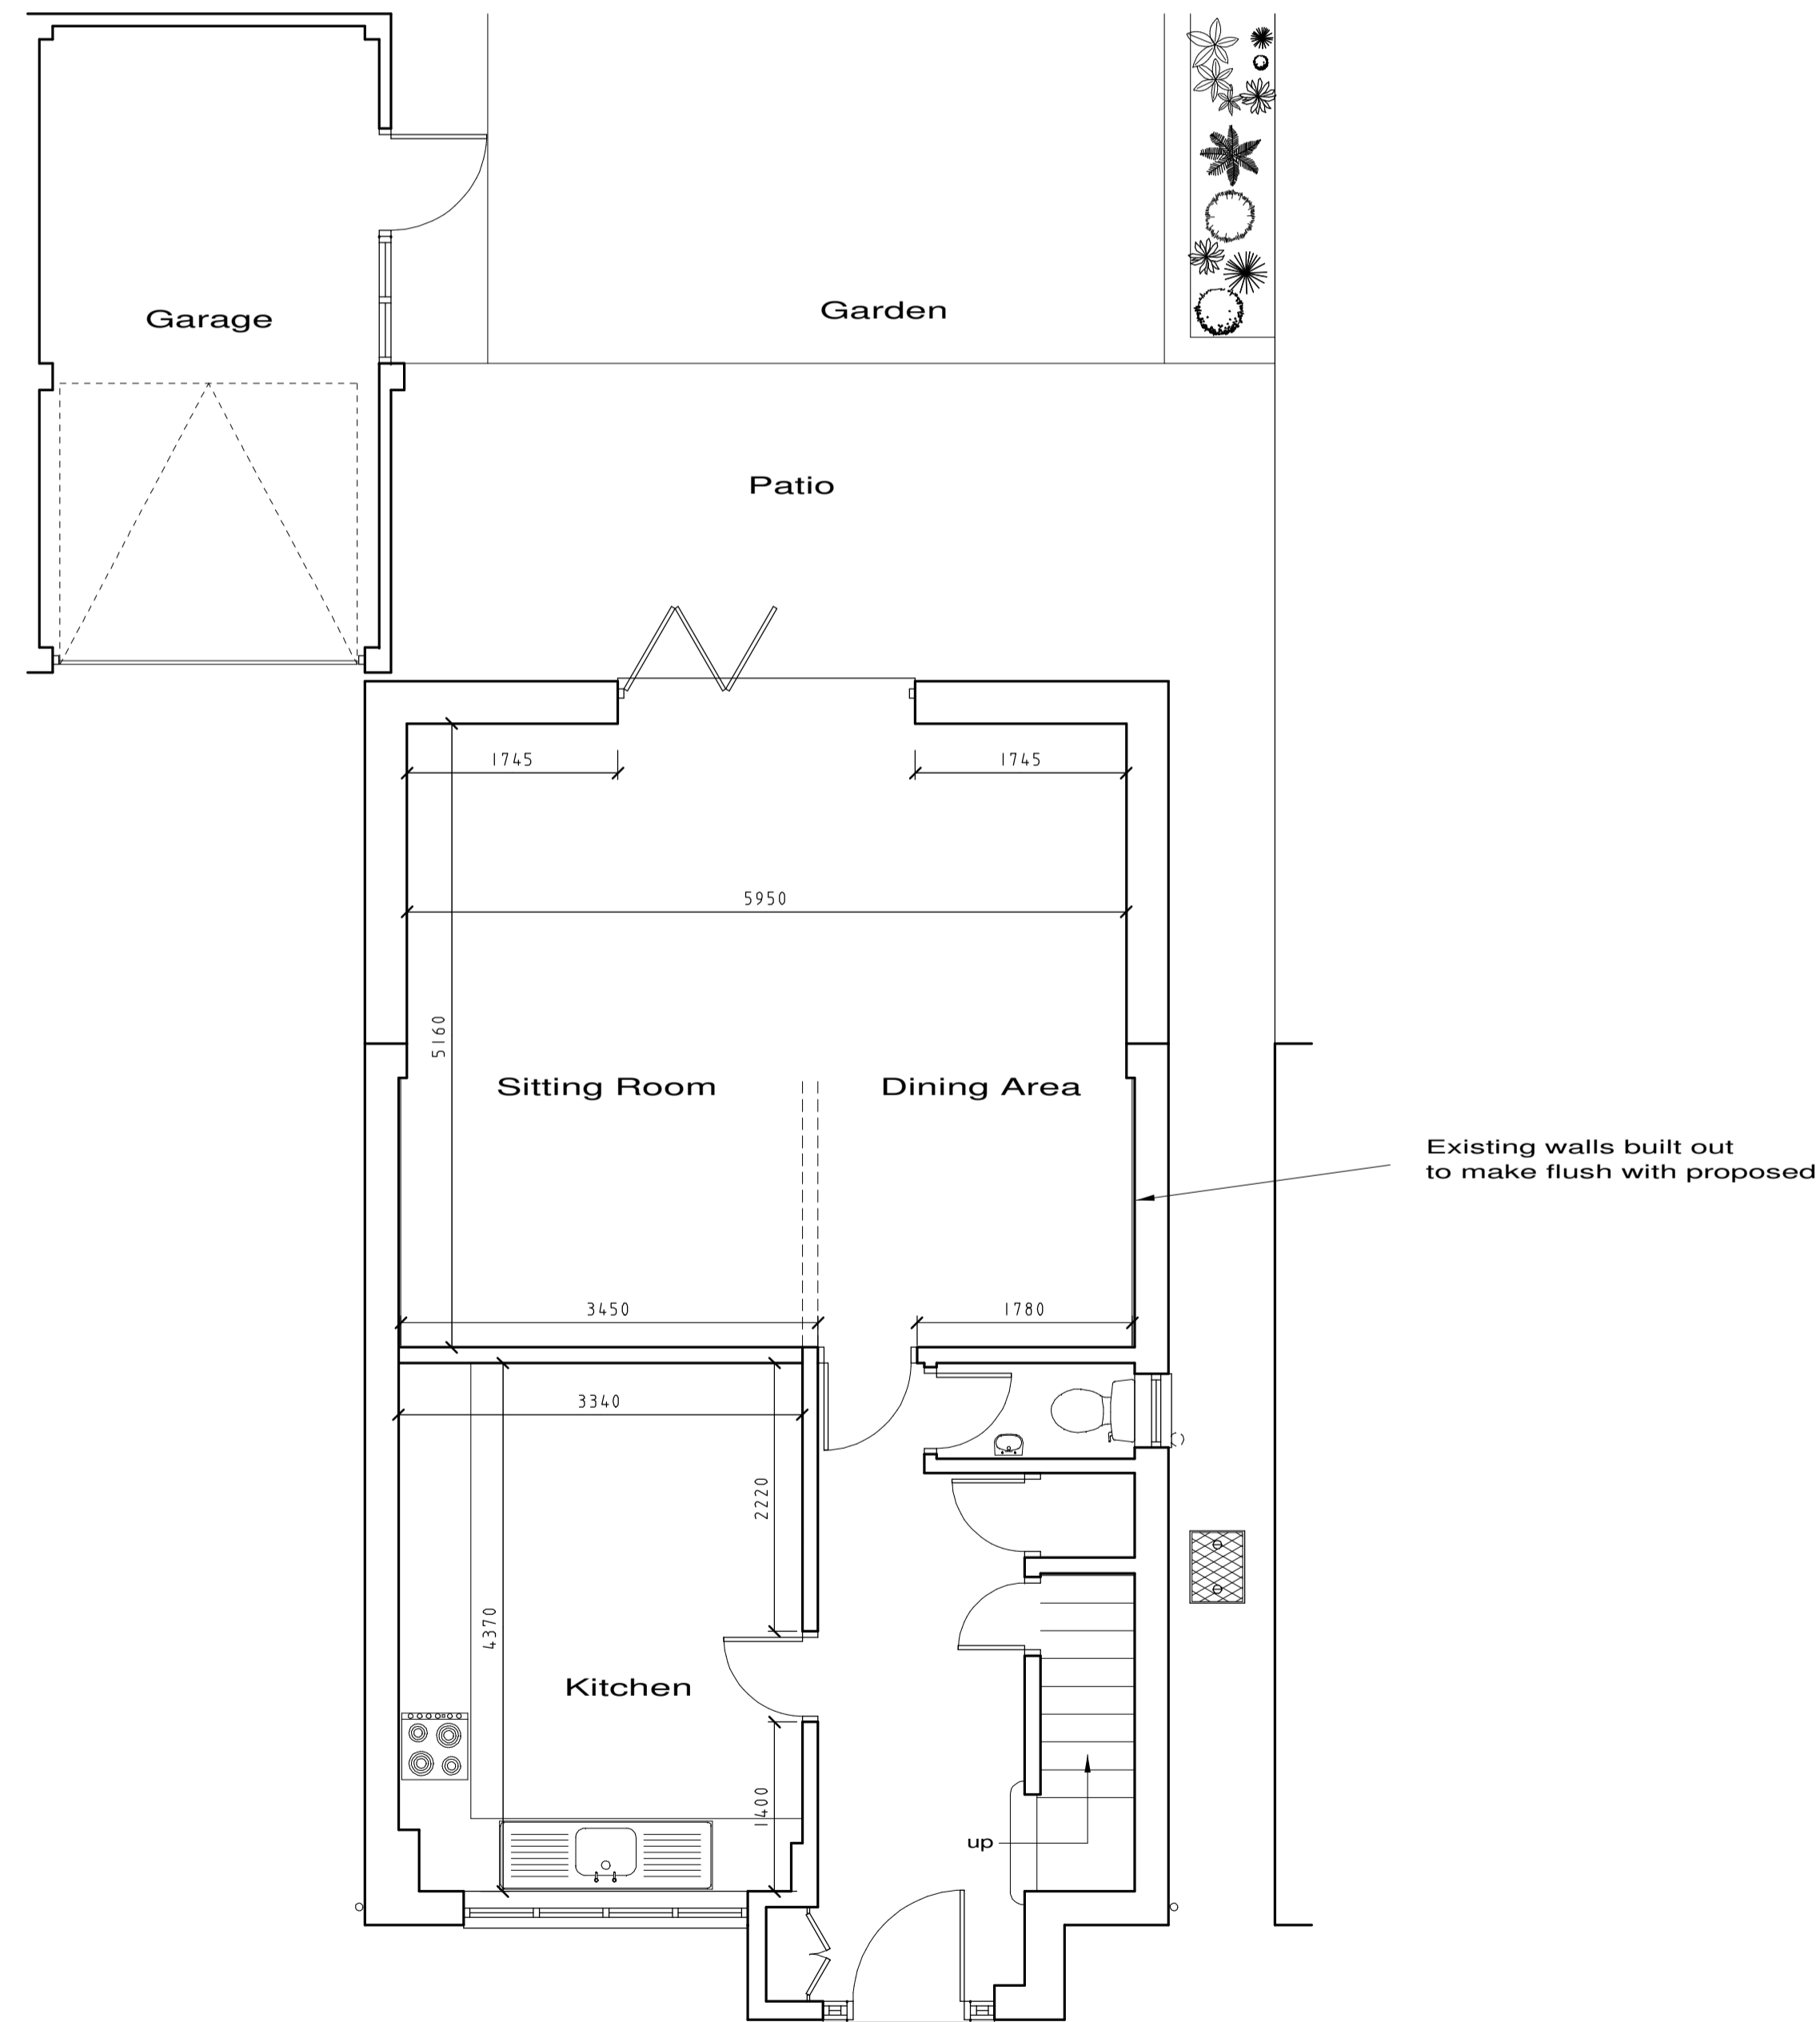 Garden
Garage
Patio
1745
1745
5950
5160
Sitting Room
Dining Area
Existing walls built out
to make flush with proposed
3450
1780
3340
2220
4370
Kitchen
1400
up